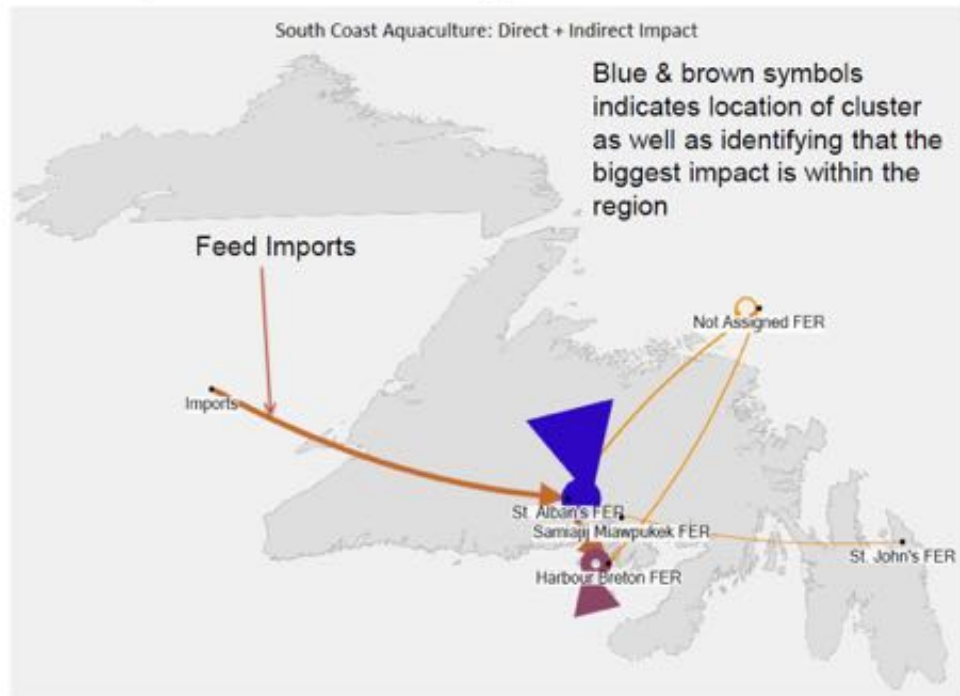 South Coast Aquaculture: Direct + Indirect Impact
Blue & brown symbols
indicates location of cluster
as well as identifying that the
biggest impact is within the
region
Feed Imports
Not Assigned FER
Imports
St. Alban's FER
Samiajij Miawpukek FER
St. John's FER
Harbour Breton FER